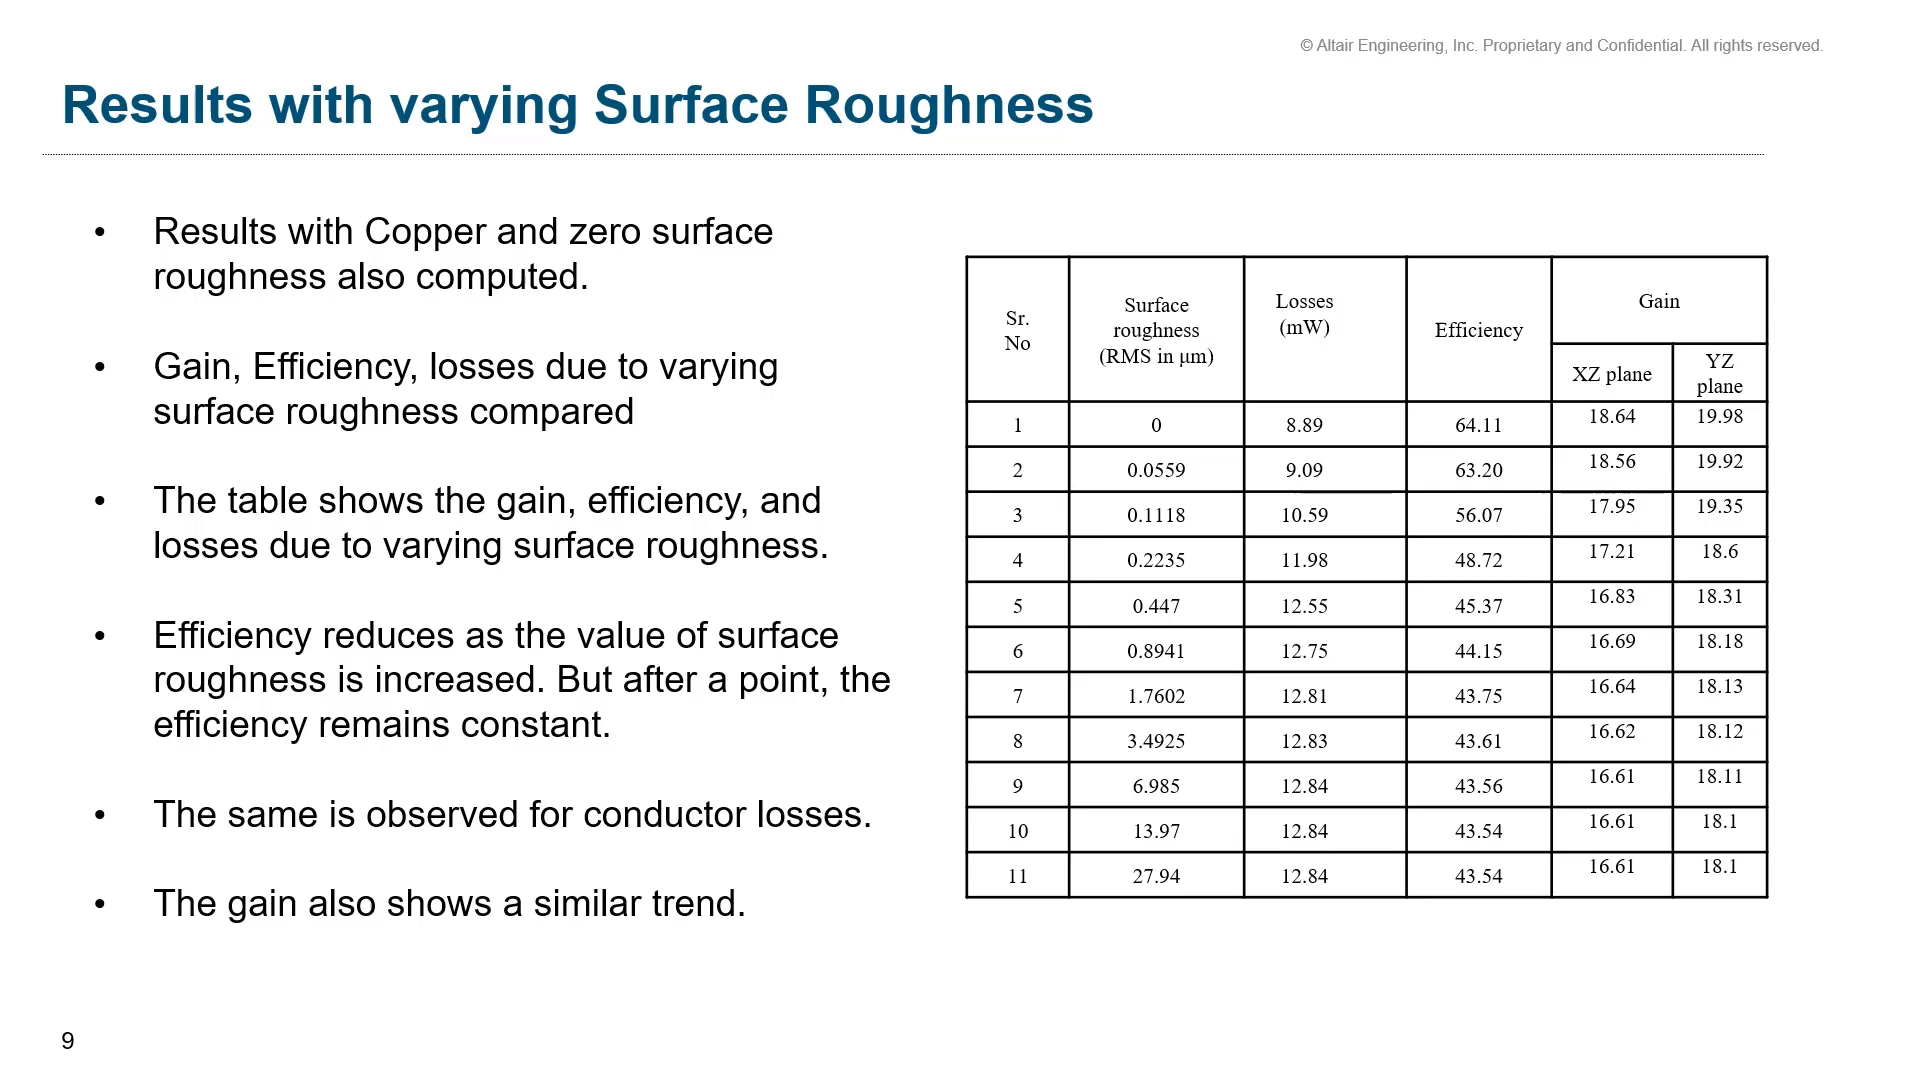 © Altair Engineering, Inc. Proprietary and Confidential. All rights reserved.
Results with varying Surface Roughness
• Results with Copper and zero surface
roughness also computed.
• Gain, Efficiency, losses due to varying
surface roughness compared
• The table shows the gain, efficiency, and
losses due to varying surface roughness.
• Efficiency reduces as the value of surface
roughness is increased. But after a point, the
efficiency remains constant.
• The same is observed for conductor losses.
• The gain also shows a similar trend.
Sr.
No
Surface
roughness
(RMS in μm)
Losses
(mW)
Efficiency
Gain
XZ plane
YZ
plane
1 0 8.89 64.11 18.64 19.98
2 0.0559 9.09 63.20 18.56 19.92
3 0.1118 10.59 56.07 17.95 19.35
4 0.2235 11.98 48.72 17.21 18.6
5 0.447 12.55 45.37 16.83 18.31
6 0.8941 12.75 44.15 16.69 18.18
7 1.7602 12.81 43.75 16.64 18.13
8 3.4925 12.83 43.61 16.62 18.12
9 6.985 12.84 43.56 16.61 18.11
10 13.97 12.84 43.54 16.61 18.1
11 27.94 12.84 43.54 16.61 18.1
9